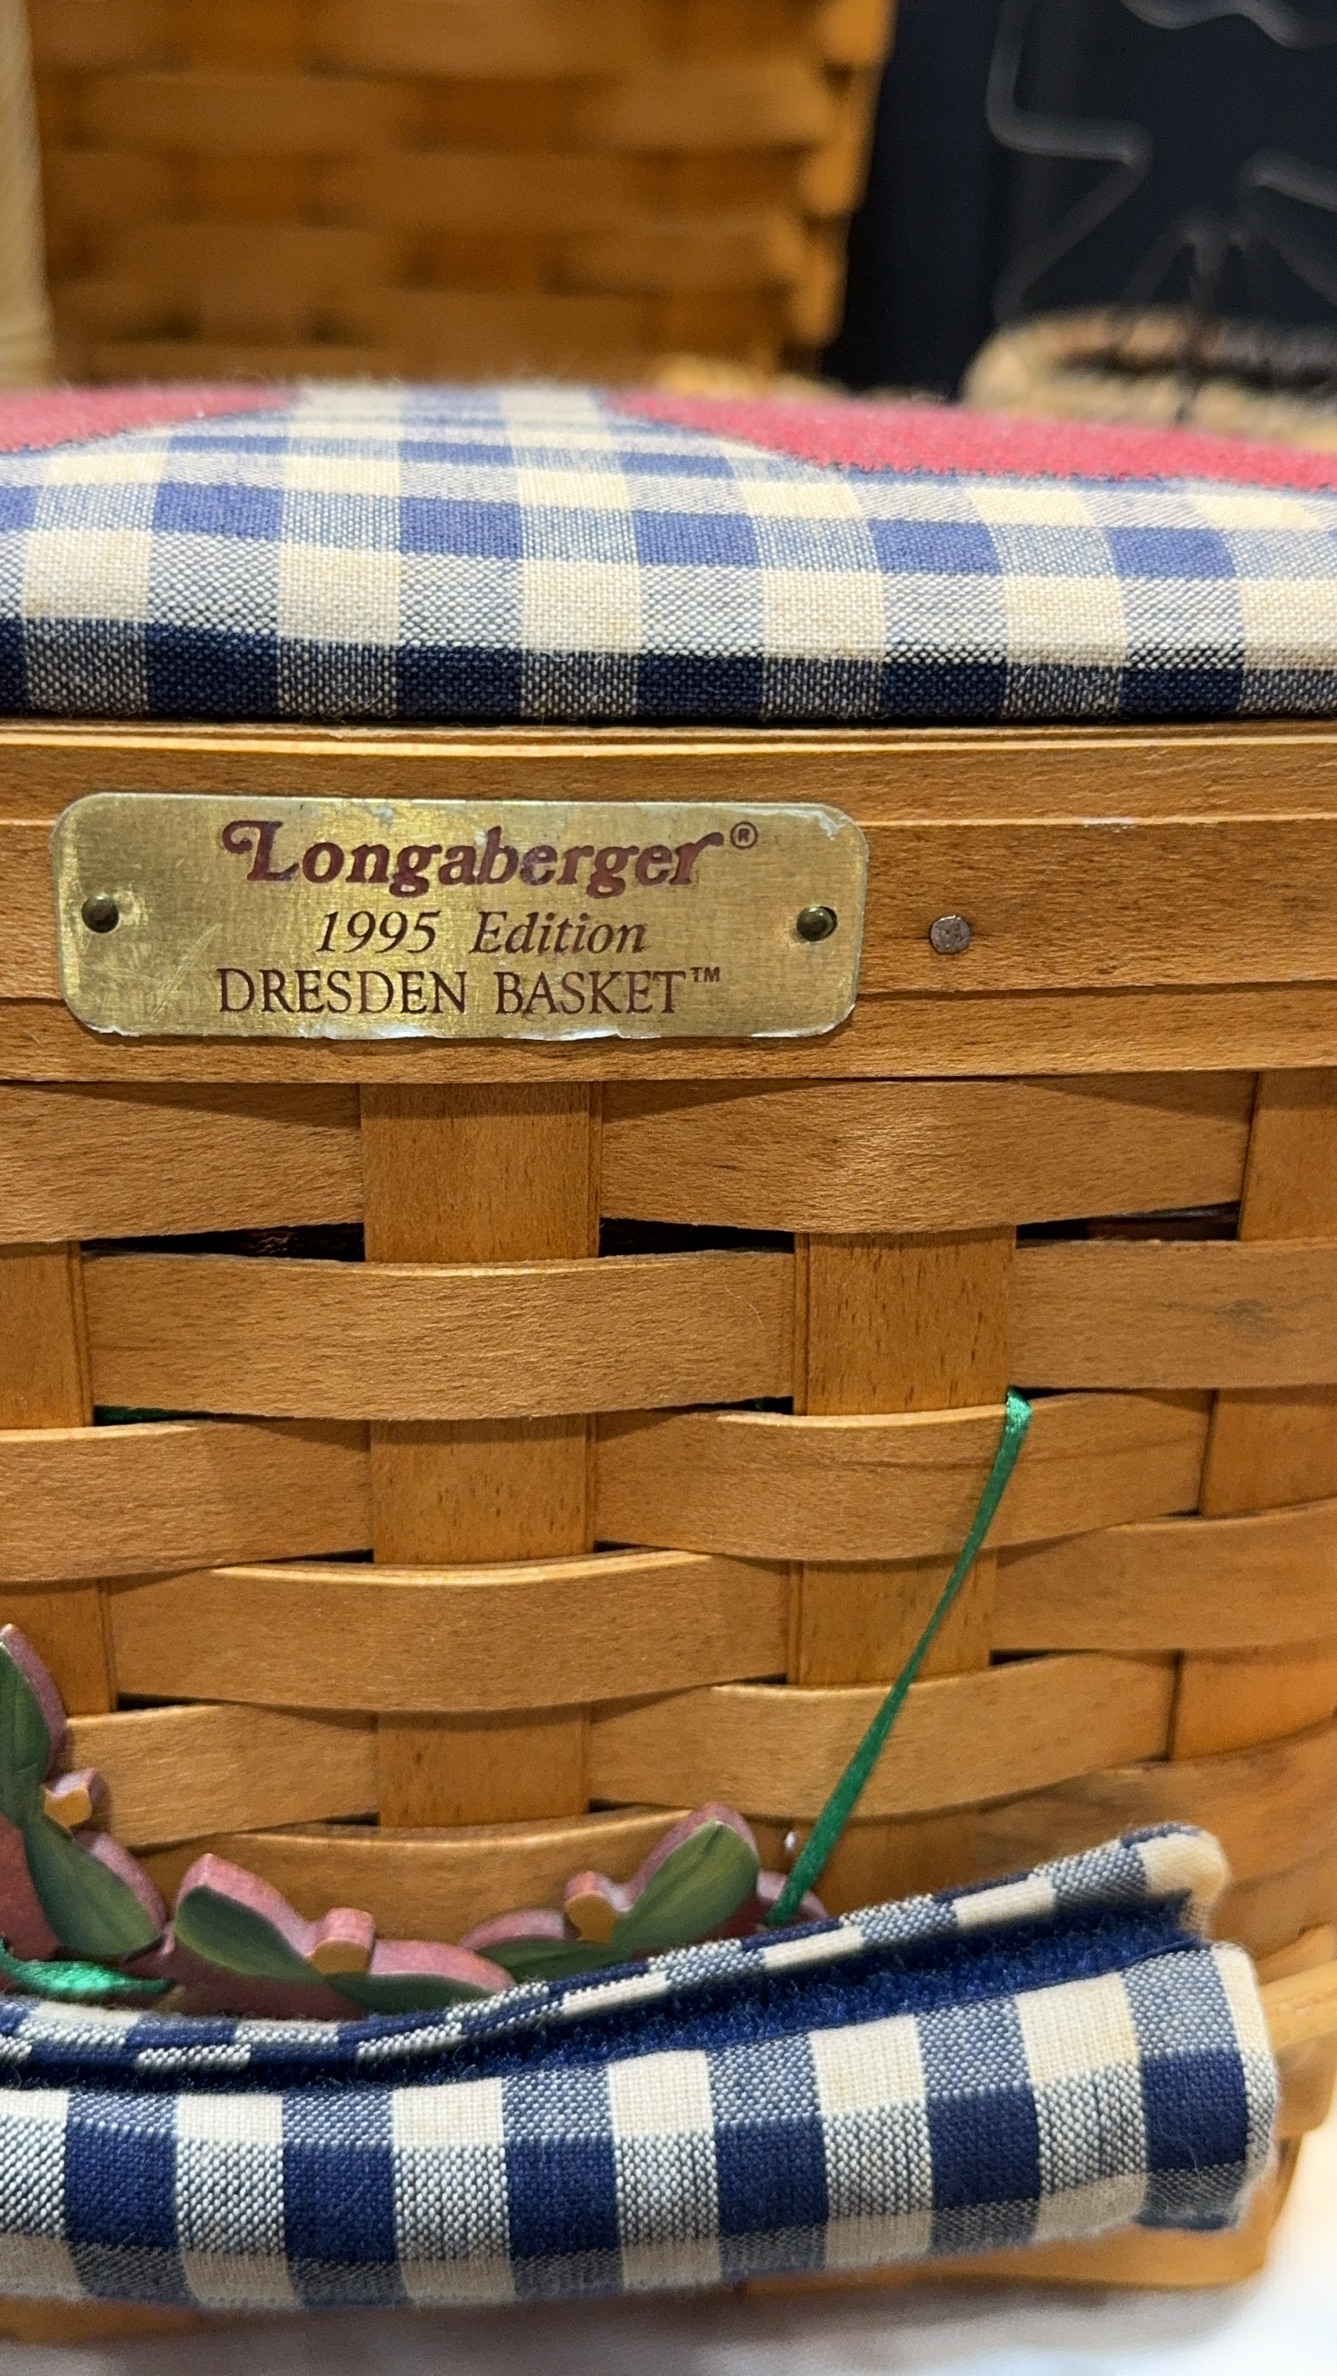 Longaberger®
1995 Edition
DRESDEN BASKET™